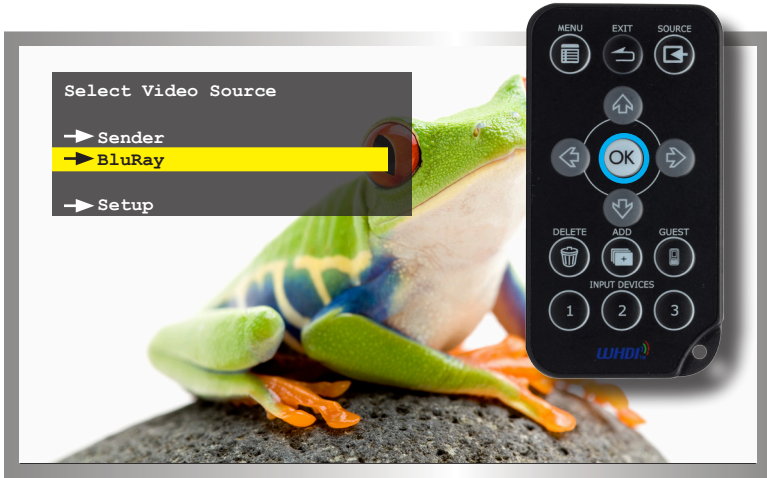 Select Video Source
Sender
BluRay
Setup
MENU EXIT SOURCE
OK
DELETE ADD GUEST
INPUT DEVICES
1 2 3
WHDI